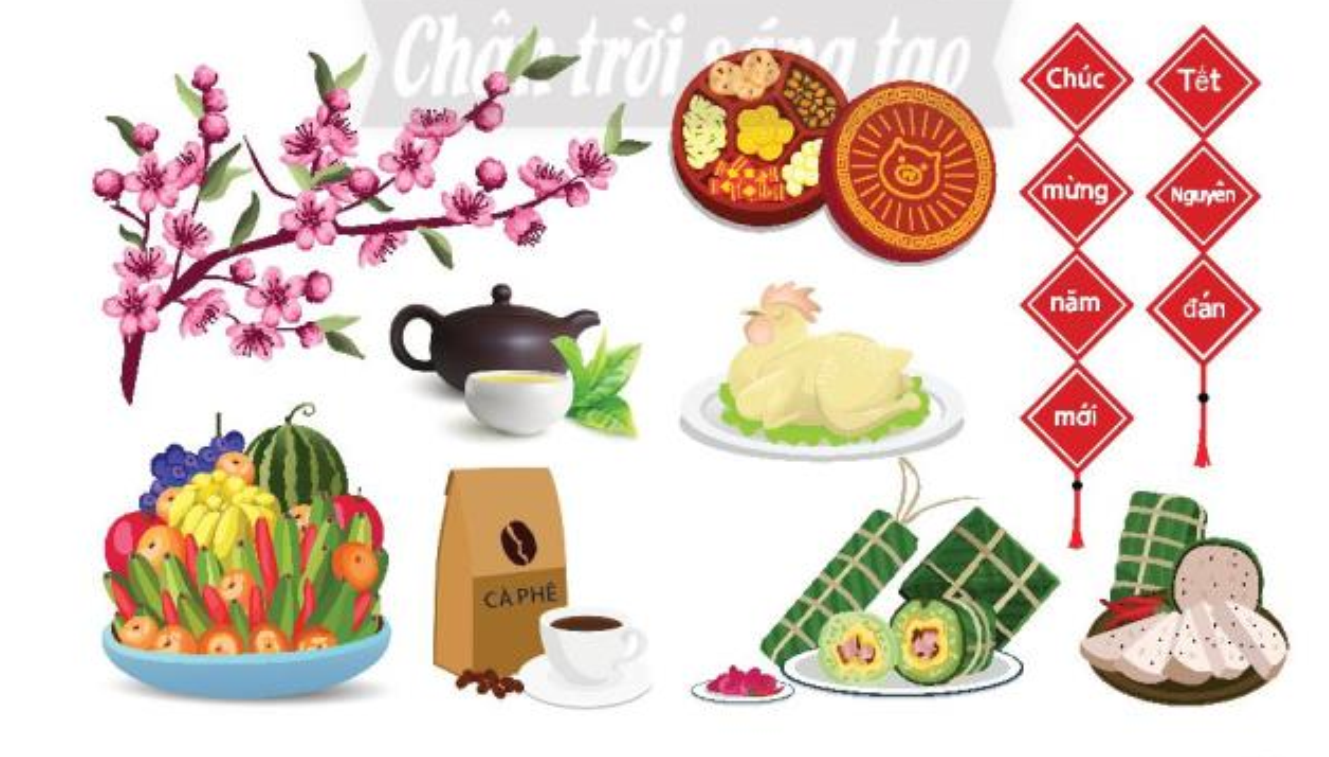 Chân trời sáng tạo
Chúc
mừng
năm
mới
Tết
Nguyên
đán
CÀ PHÊ